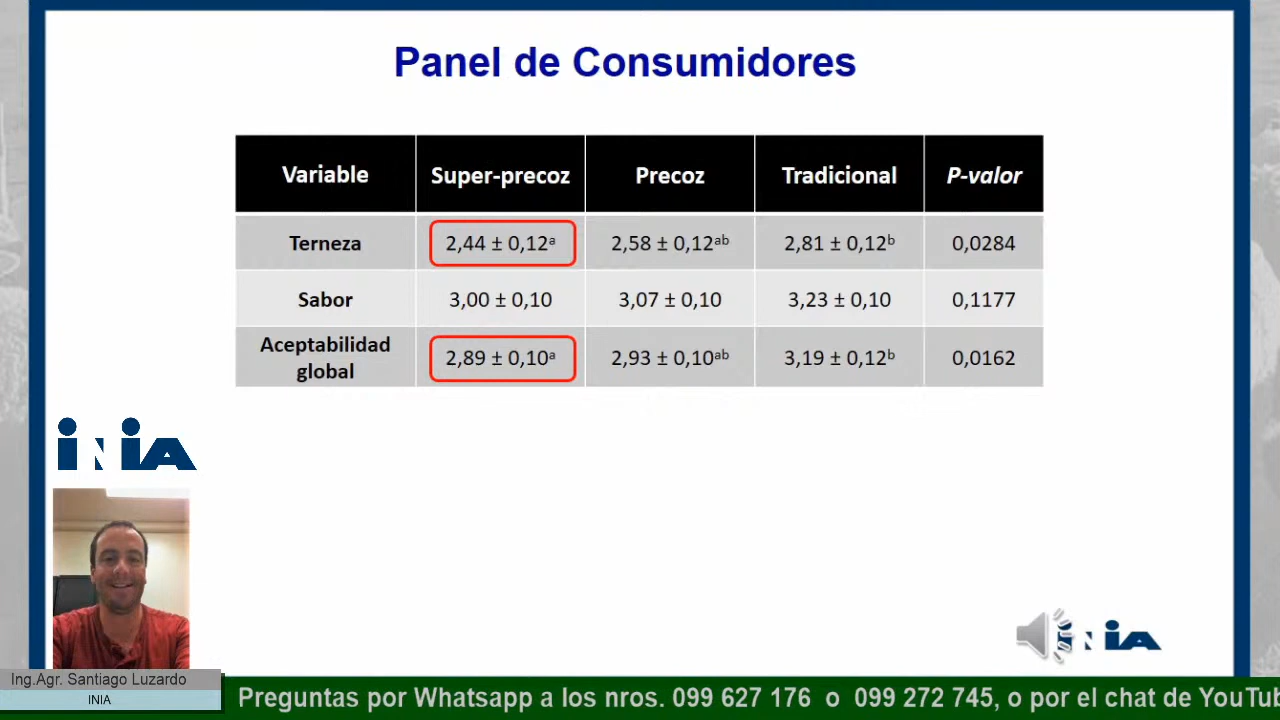 Panel de Consumidores
Variable Super-precoz Precoz Tradicional P-valor
Terneza 2,44 ± 0,12ᵃ 2,58 ± 0,12ᵃᵇ 2,81 ± 0,12ᵇ 0,0284
Sabor 3,00 ± 0,10 3,07 ± 0,10 3,23 ± 0,10 0,1177
Aceptabilidad
global 2,89 ± 0,10ᵃ 2,93 ± 0,10ᵃᵇ 3,19 ± 0,12ᵇ 0,0162
iNiA
iNiA
Ing.Agr. Santiago Luzardo
INIA
Preguntas por Whatsapp a los nros. 099 627 176 o 099 272 745, o por el chat de YouTub